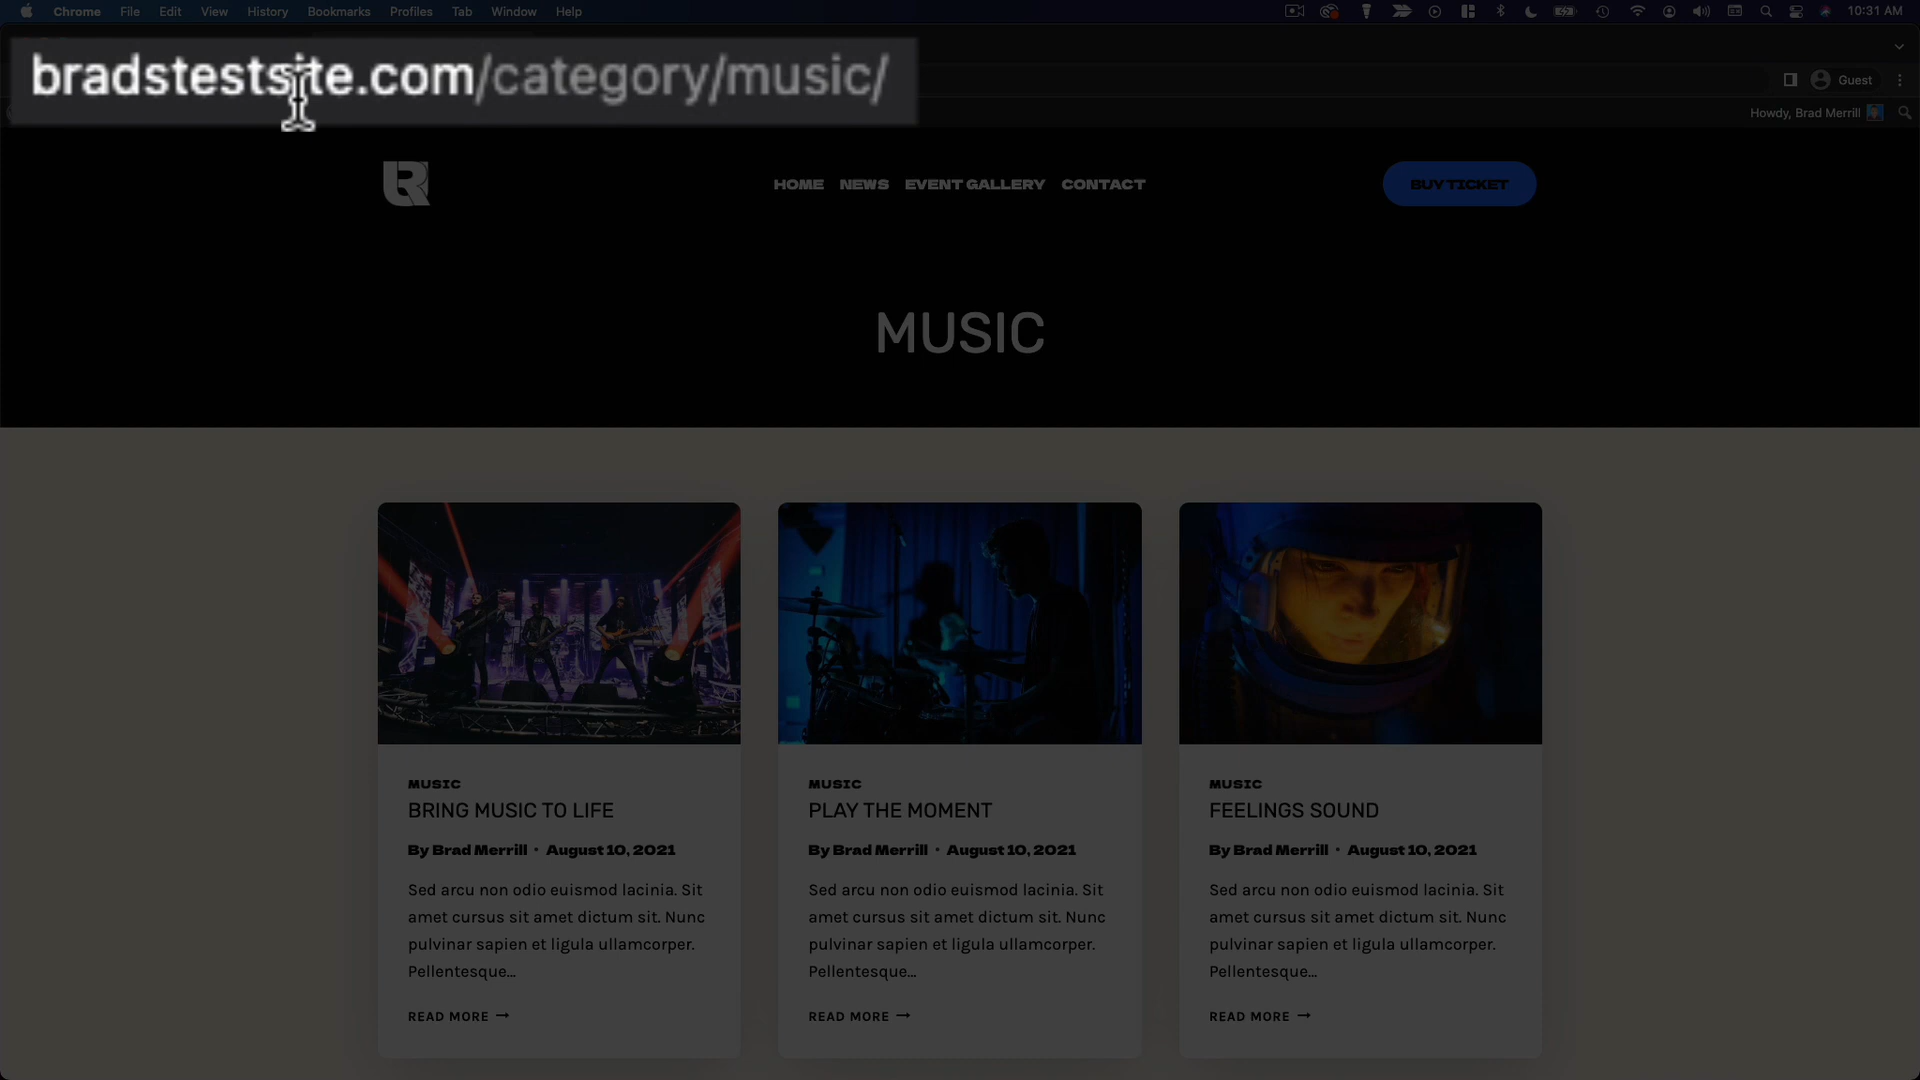 Chrome File Edit View History Bookmarks Profiles Tab Window Help 10:31 AM
bradstestsite.com/category/music/
Guest
Howdy, Brad Merrill
HOME NEWS EVENT GALLERY CONTACT
BUY TICKET
MUSIC
MUSIC
BRING MUSIC TO LIFE
By Brad Merrill • August 10, 2021
Sed arcu non odio euismod lacinia. Sit
amet cursus sit amet dictum sit. Nunc
pulvinar sapien et ligula ullamcorper.
Pellentesque...
READ MORE →
MUSIC
PLAY THE MOMENT
By Brad Merrill • August 10, 2021
Sed arcu non odio euismod lacinia. Sit
amet cursus sit amet dictum sit. Nunc
pulvinar sapien et ligula ullamcorper.
Pellentesque...
READ MORE →
MUSIC
FEELINGS SOUND
By Brad Merrill • August 10, 2021
Sed arcu non odio euismod lacinia. Sit
amet cursus sit amet dictum sit. Nunc
pulvinar sapien et ligula ullamcorper.
Pellentesque...
READ MORE →